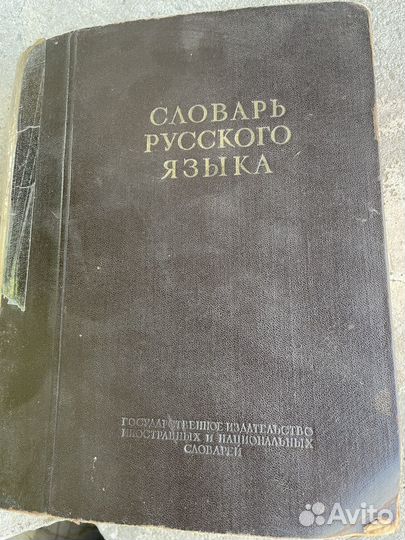 СЛОВАРЬ
РУССКОГО
ЯЗЫКА
ГОСУДАРСТВЕННОЕ ИЗДАТЕЛЬСТВО
ИНОСТРАННЫХ И НАЦИОНАЛЬНЫХ
СЛОВАРЕЙ
Avito